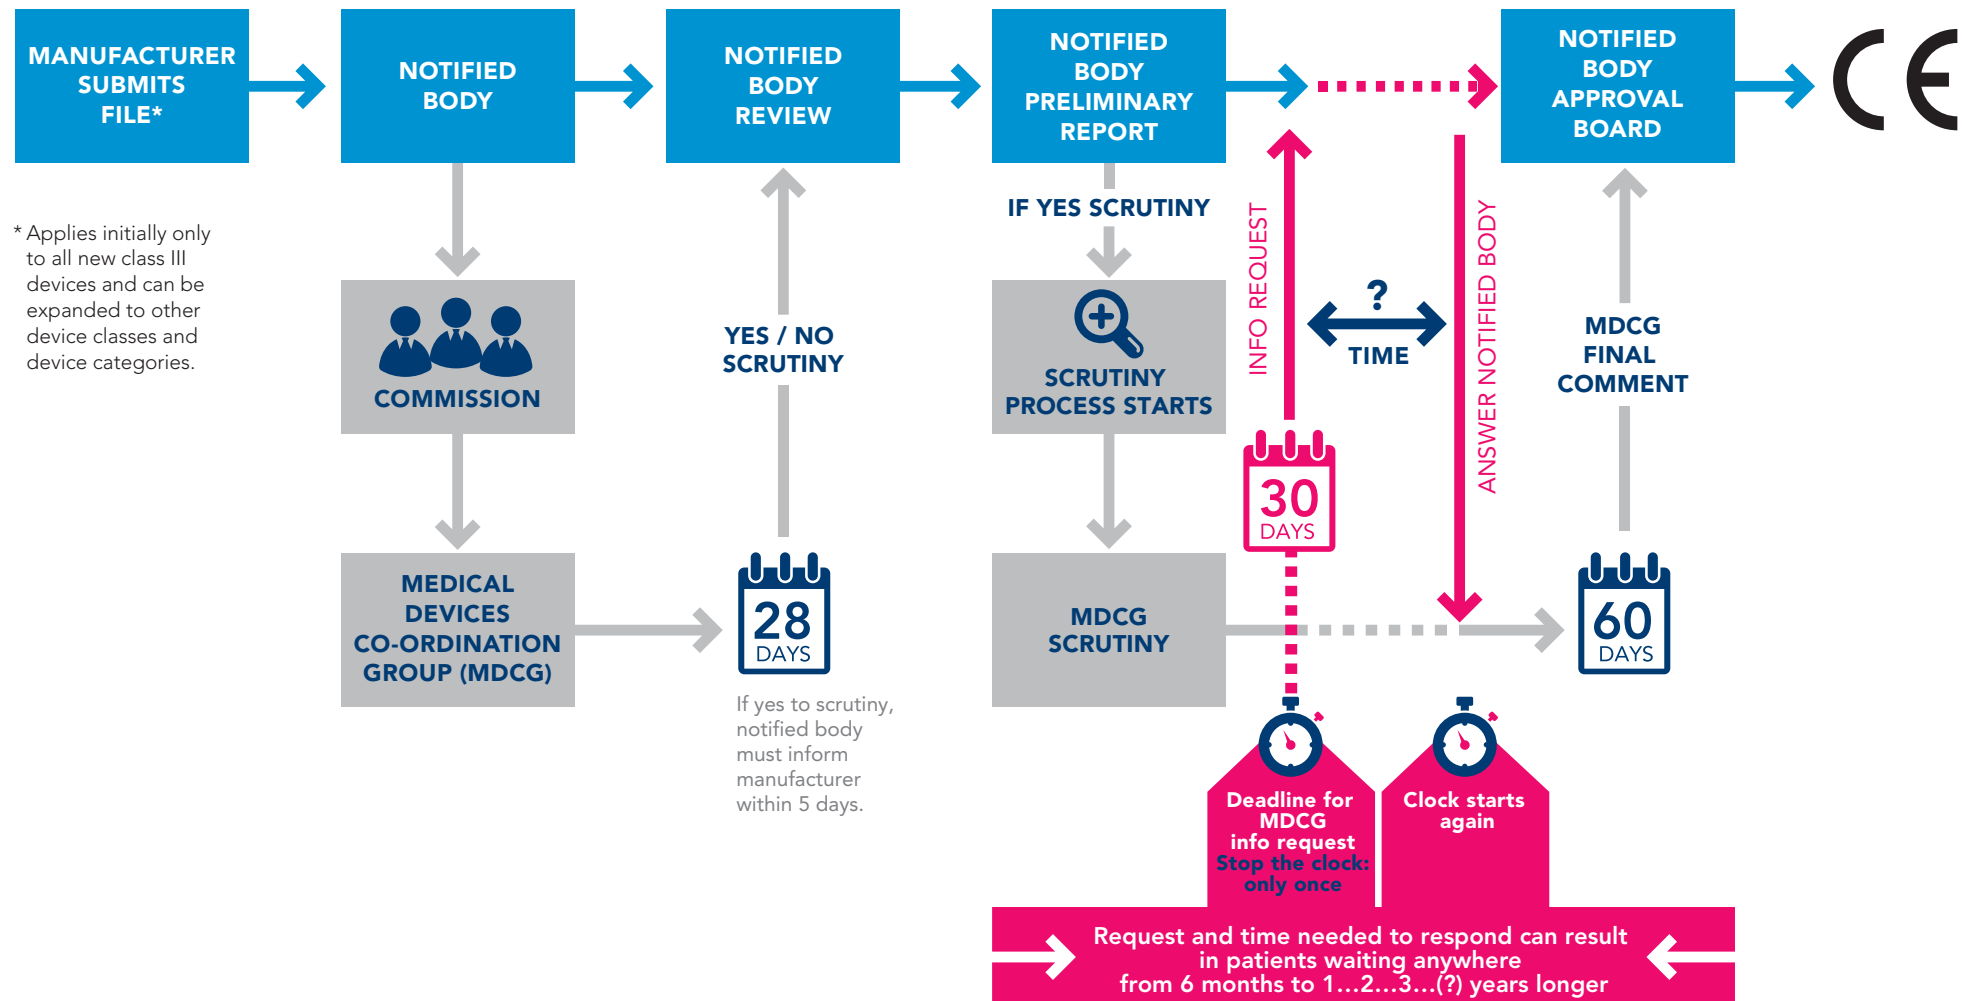 MANUFACTURER
SUBMITS
FILE*
NOTIFIED
BODY
NOTIFIED
BODY
REVIEW
NOTIFIED
BODY
PRELIMINARY
REPORT
NOTIFIED
BODY
APPROVAL
BOARD
CE
* Applies initially only
to all new class III
devices and can be
expanded to other
device classes and
device categories.
COMMISSION
MEDICAL
DEVICES
CO-ORDINATION
GROUP (MDCG)
YES / NO
SCRUTINY
28
DAYS
If yes to scrutiny,
notified body
must inform
manufacturer
within 5 days.
IF YES SCRUTINY
SCRUTINY
PROCESS STARTS
MDCG
SCRUTINY
INFO REQUEST
30
DAYS
?
TIME
ANSWER NOTIFIED BODY
MDCG
FINAL
COMMENT
60
DAYS
Deadline for
MDCG
info request
Stop the clock:
only once
Clock starts
again
Request and time needed to respond can result
in patients waiting anywhere
from 6 months to 1...2...3...(?) years longer